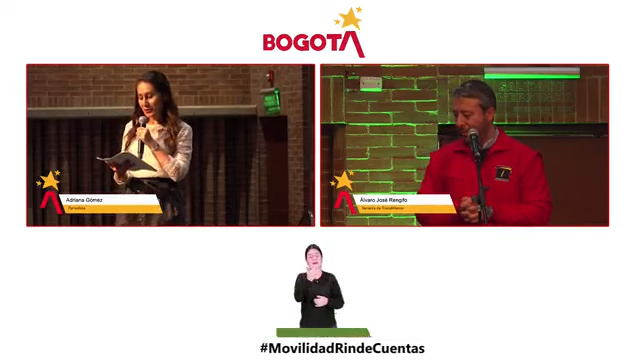 BOGOTA
Adriana Gómez
Periodista
Álvaro José Rengifo
Gerente de TransMilenio
#MovilidadRindeCuentas